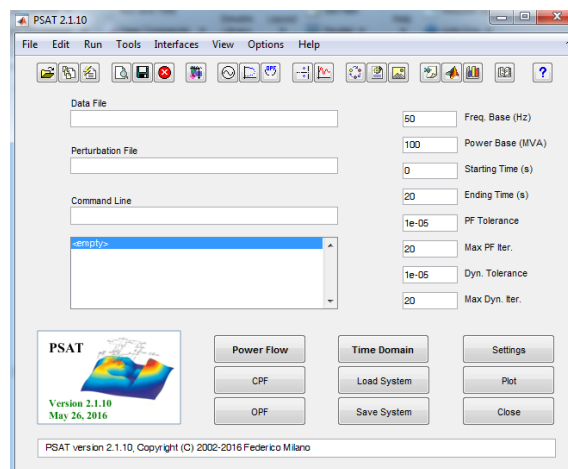 PSAT 2.1.10
File Edit Run Tools Interfaces View Options Help
OPF
?
Data File
50 Freq. Base (Hz)
100 Power Base (MVA)
Perturbation File
0 Starting Time (s)
20 Ending Time (s)
Command Line
1e-05 PF Tolerance
<empty>
20 Max PF Iter.
1e-05 Dyn. Tolerance
20 Max Dyn. Iter.
PSAT
Version 2.1.10
May 26, 2016
Power Flow Time Domain Settings
CPF Load System Plot
OPF Save System Close
PSAT version 2.1.10, Copyright (C) 2002-2016 Federico Milano